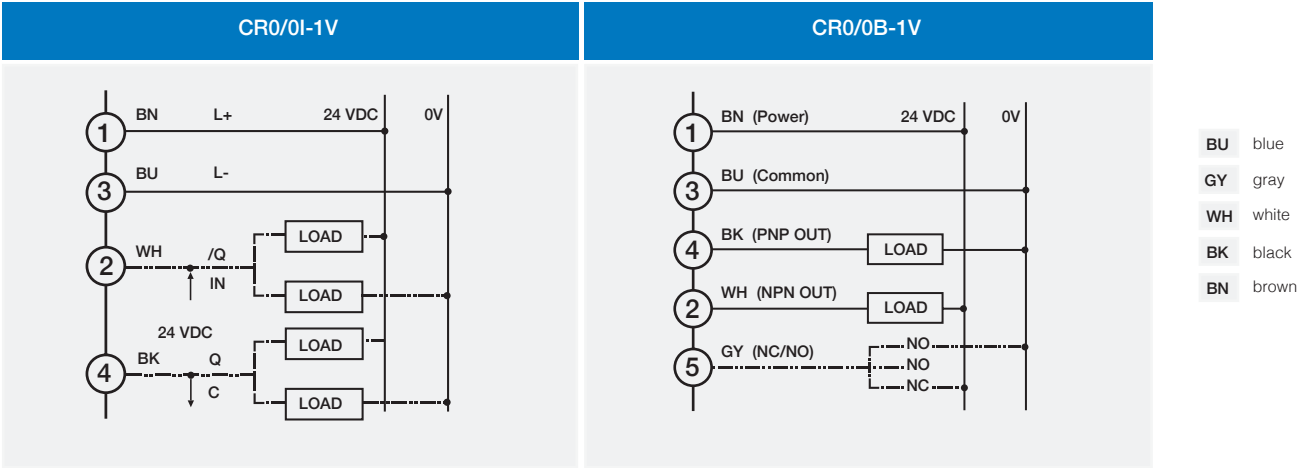 CR0/0I-1V
1 BN L+ 24 VDC 0V
3 BU L-
LOAD
2 WH /Q
IN
LOAD
24 VDC
LOAD
4 BK Q
C
LOAD
CR0/0B-1V
1 BN (Power) 24 VDC 0V
3 BU (Common)
4 BK (PNP OUT) LOAD
2 WH (NPN OUT) LOAD
NO
5 GY (NC/NO) NO
NC
BU blue
GY gray
WH white
BK black
BN brown